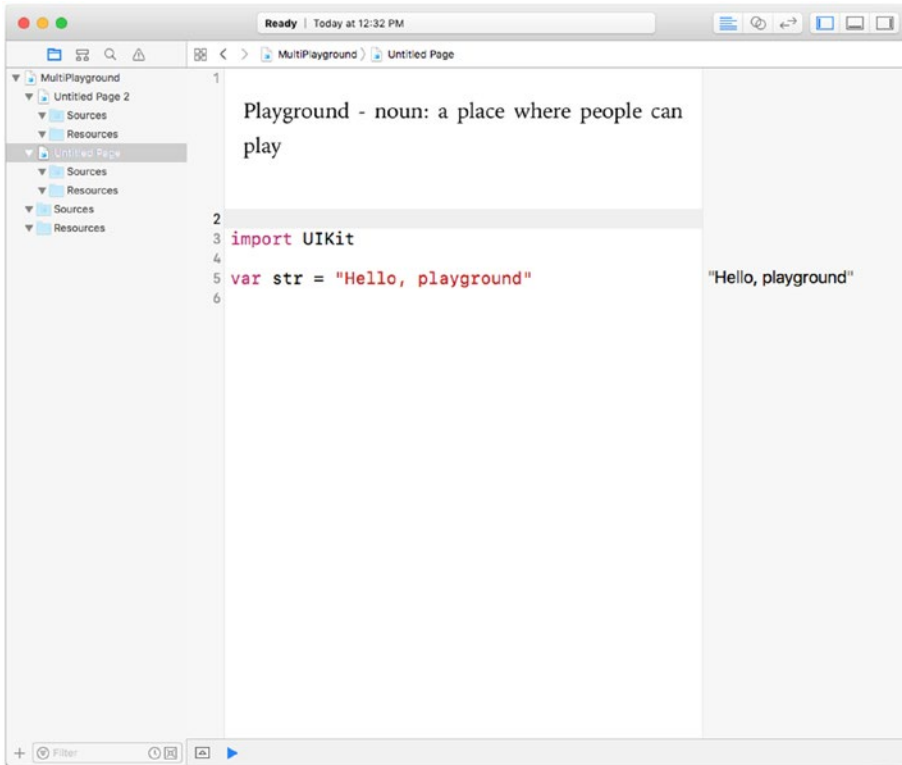 Ready | Today at 12:32 PM
MultiPlayground 〉 Untitled Page
MultiPlayground
Untitled Page 2
Sources
Resources
Untitled Page
Sources
Resources
Sources
Resources
1
Playground - noun: a place where people can
play
2
3 import UIKit
4
5 var str = "Hello, playground" "Hello, playground"
6
Filter